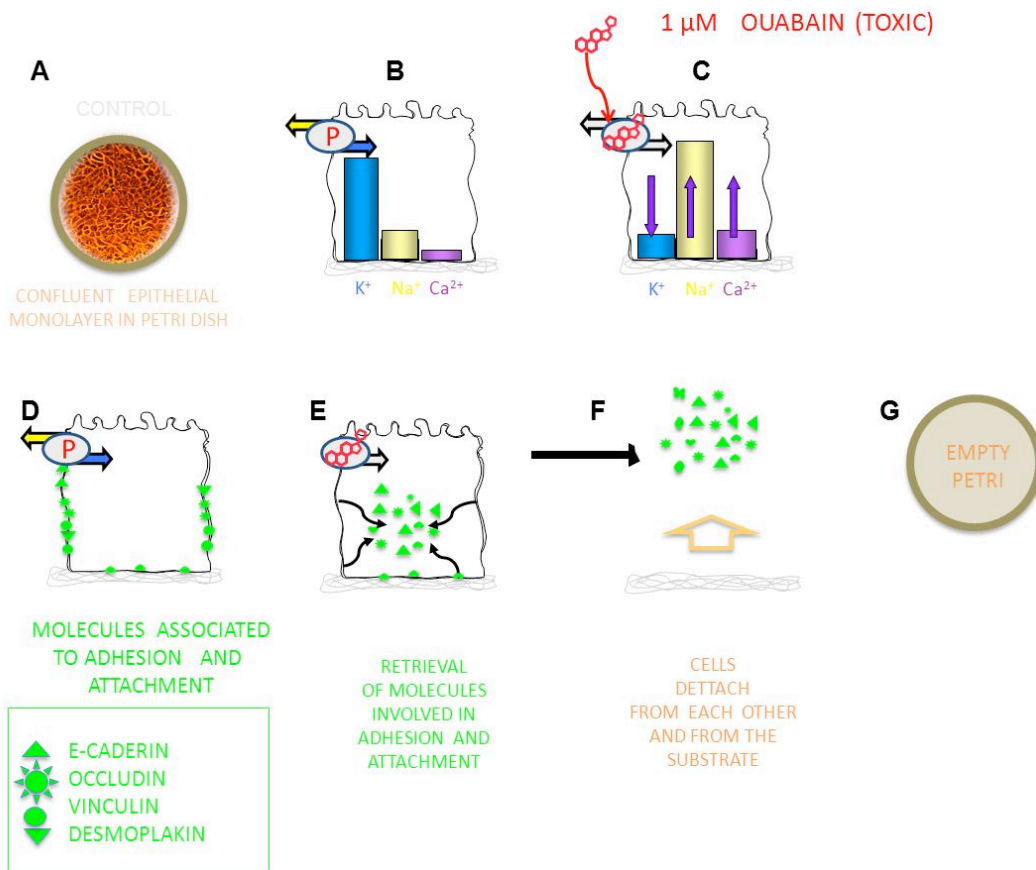 1 µM OUABAIN (TOXIC)
A
B
C
CONTROL
P
K⁺ Na⁺ Ca²⁺
K⁺ Na⁺ Ca²⁺
CONFLUENT EPITHELIAL
MONOLAYER IN PETRI DISH
D
E
F
G
P
EMPTY
PETRI
MOLECULES ASSOCIATED
TO ADHESION AND
ATTACHMENT
RETRIEVAL
OF MOLECULES
INVOLVED IN
ADHESION AND
ATTACHMENT
CELLS
DETTACH
FROM EACH OTHER
AND FROM THE
SUBSTRATE
E-CADERIN
OCCLUDIN
VINCULIN
DESMOPLAKIN